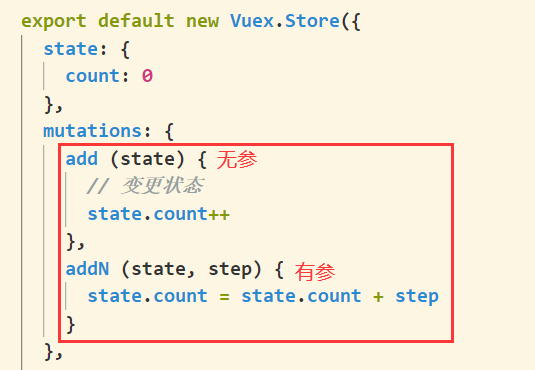 export default new Vuex.Store({
state: {
count: 0
},
mutations: {
add (state) { 无参
// 变更状态
state.count++
},
addN (state, step) { 有参
state.count = state.count + step
}
},